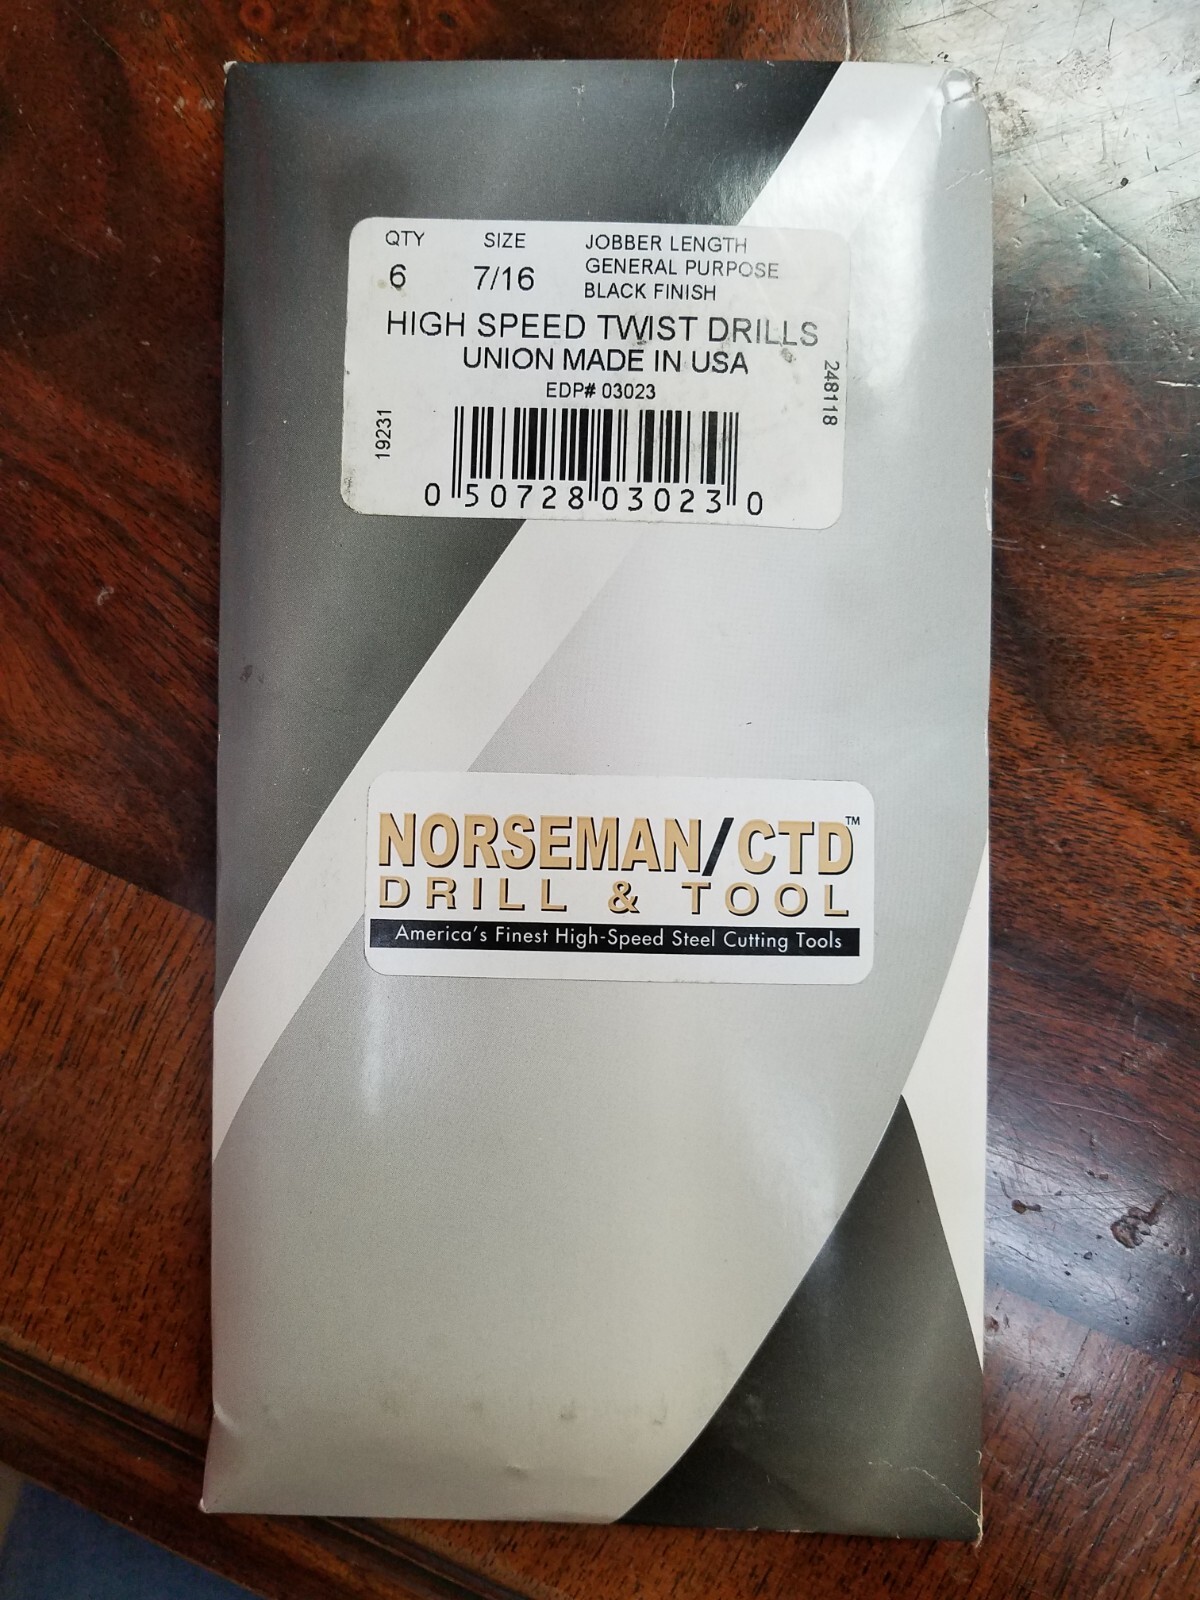 QTY SIZE JOBBER LENGTH
6 7/16 GENERAL PURPOSE
BLACK FINISH
HIGH SPEED TWIST DRILLS
UNION MADE IN USA
EDP# 03023
19231
248118
0 50728 03023 0
NORSEMAN/CTD™
DRILL & TOOL
America's Finest High-Speed Steel Cutting Tools